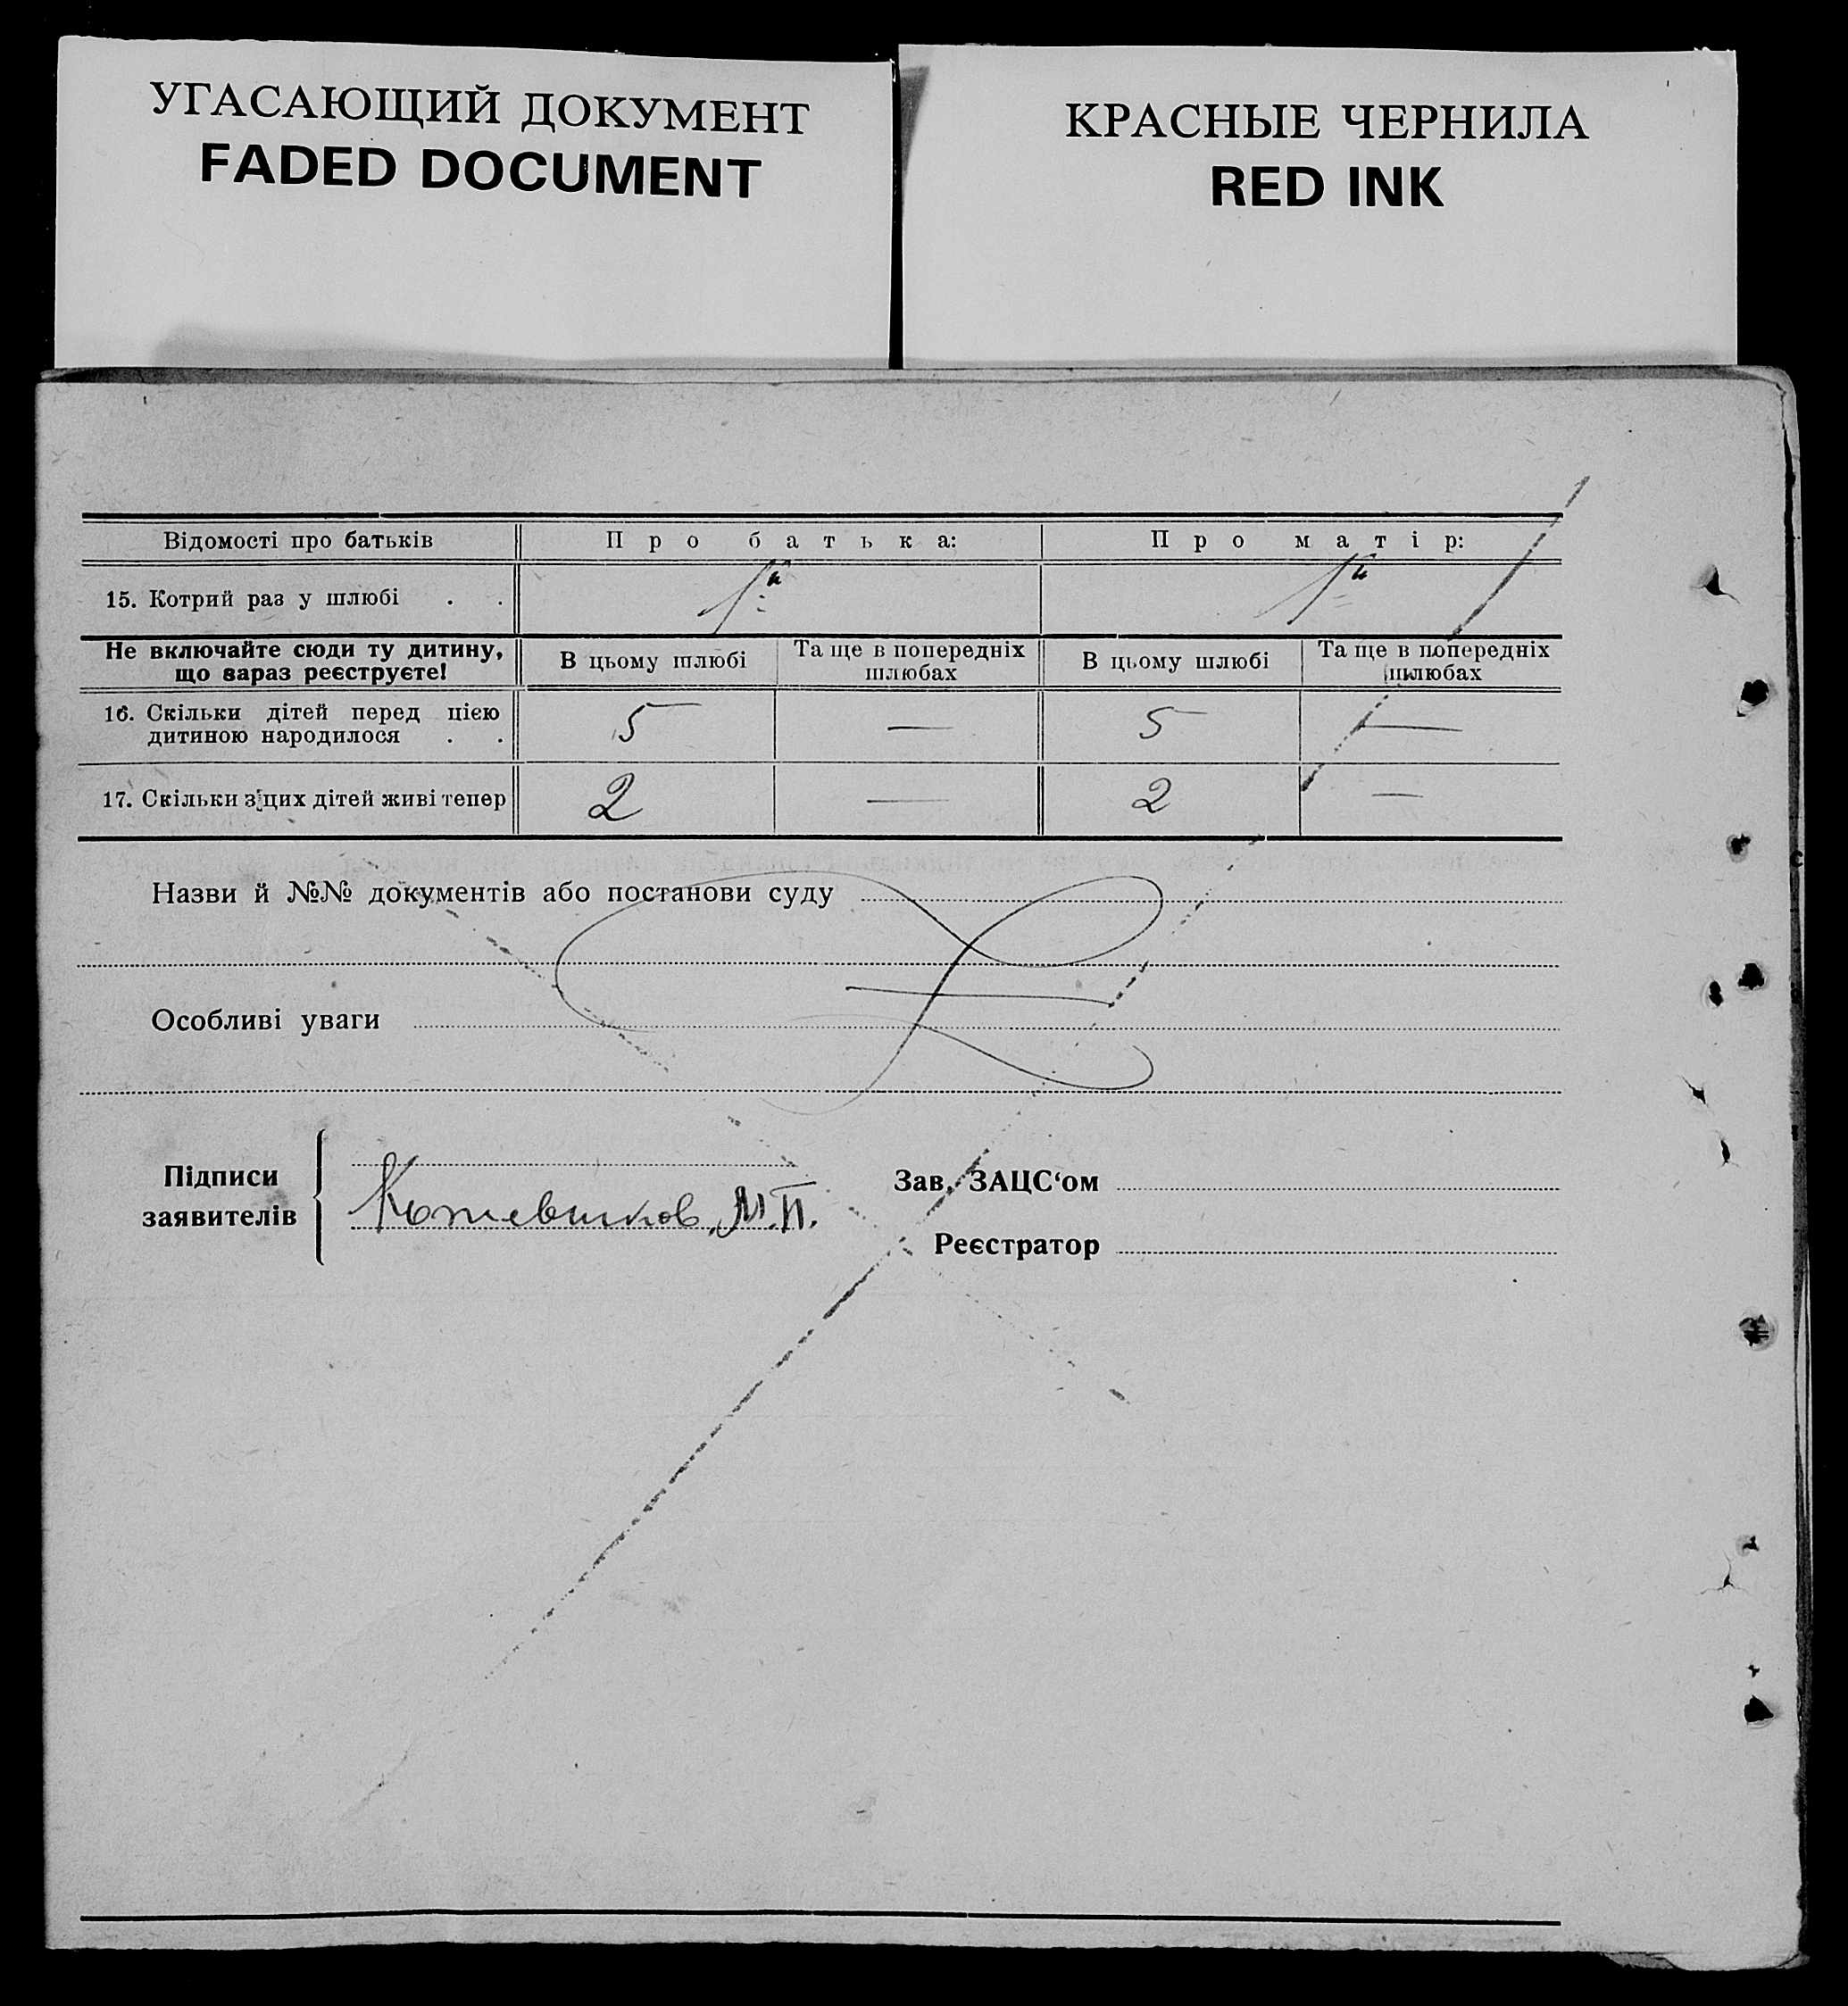 УГАСАЮЩИЙ ДОКУМЕНТ
FADED DOCUMENT
КРАСНЫЕ ЧЕРНИЛА
RED INK
Відомості про батьків Про батька: Про матір:
15. Котрий раз у шлюбі . . 1й 1й
Не включайте сюди ту дитину, що зараз реєструєте! В цьому шлюбі Та ще в попередніх шлюбах В цьому шлюбі Та ще в попередніх шлюбах
16. Скільки дітей перед цією
дитиною народилося . . 5 — 5 —
17. Скільки з цих дітей живі тепер 2 — 2 —
Назви й №№ документів або постанови суду
Особливі уваги
Підписи
заявителів
М.П.
Зав. ЗАЦС‘ом
Реєстратор